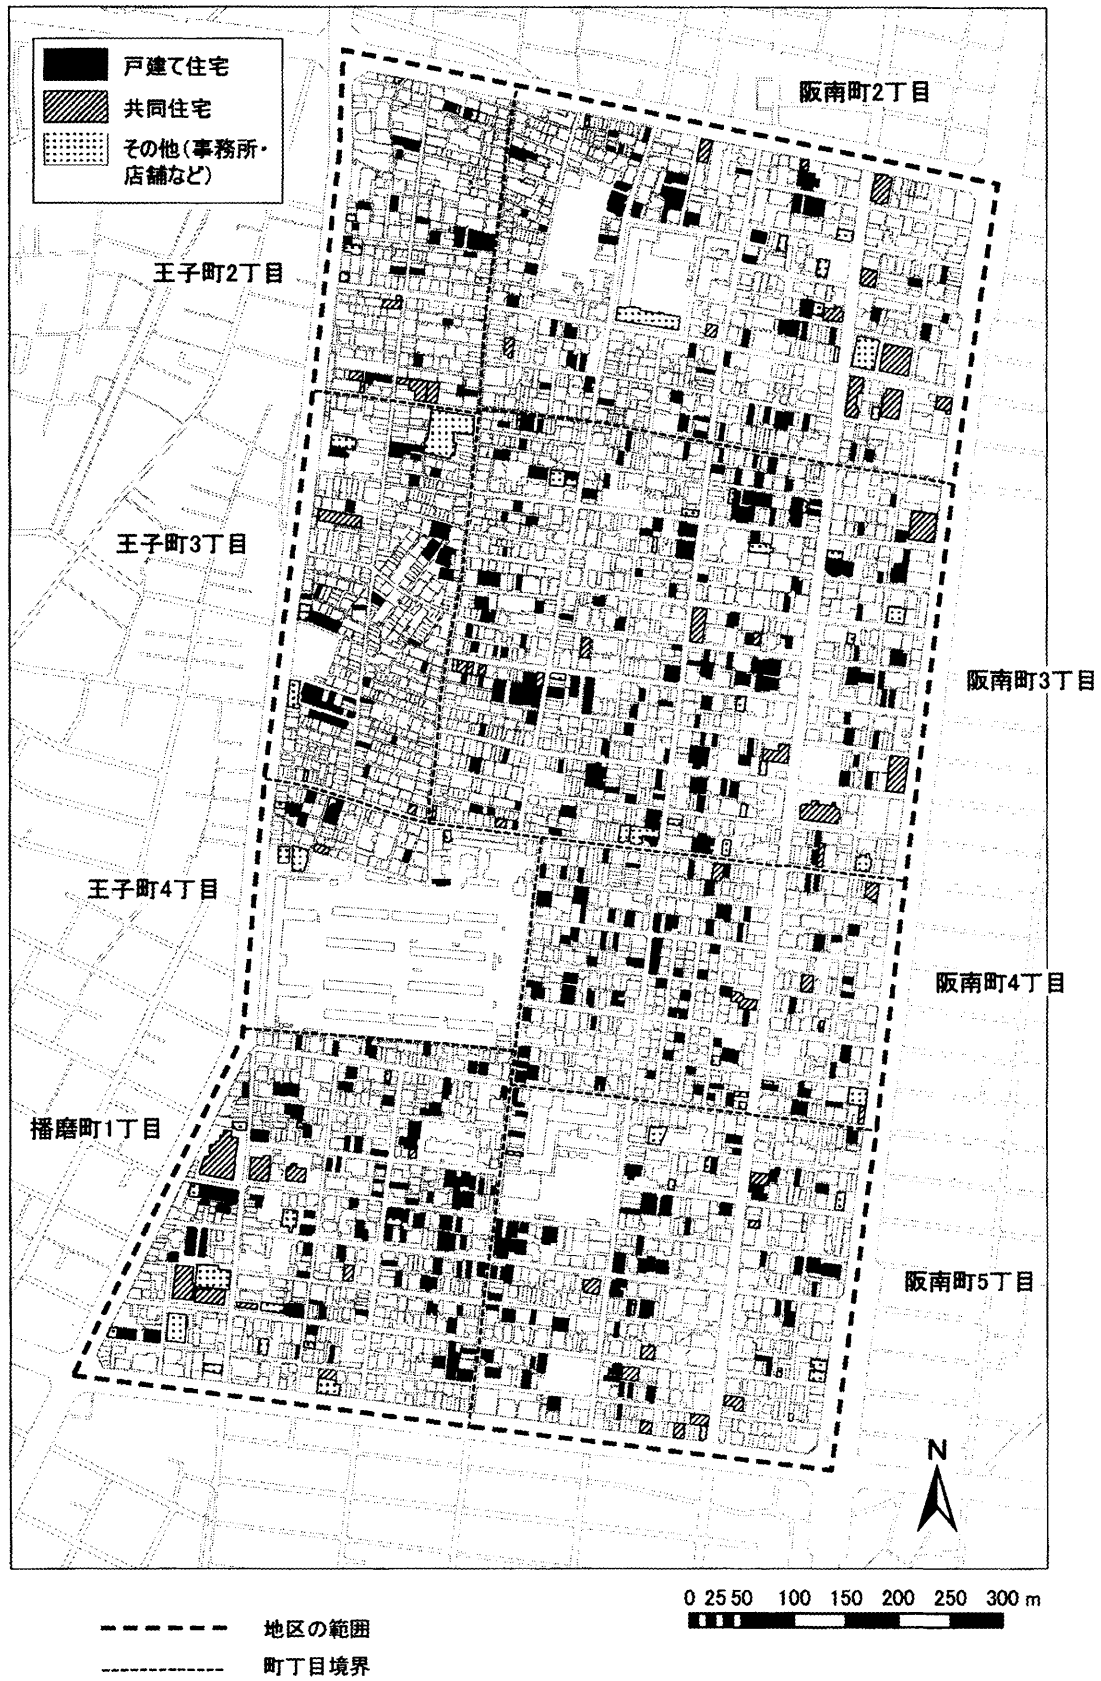 戸建て住宅
共同住宅
その他(事務所・
店舗など)
阪南町2丁目
王子町2丁目
王子町3丁目
阪南町3丁目
王子町4丁目
阪南町4丁目
播磨町1丁目
阪南町5丁目
N
0 25 50 100 150 200 250 300 m
地区の範囲
町丁目境界